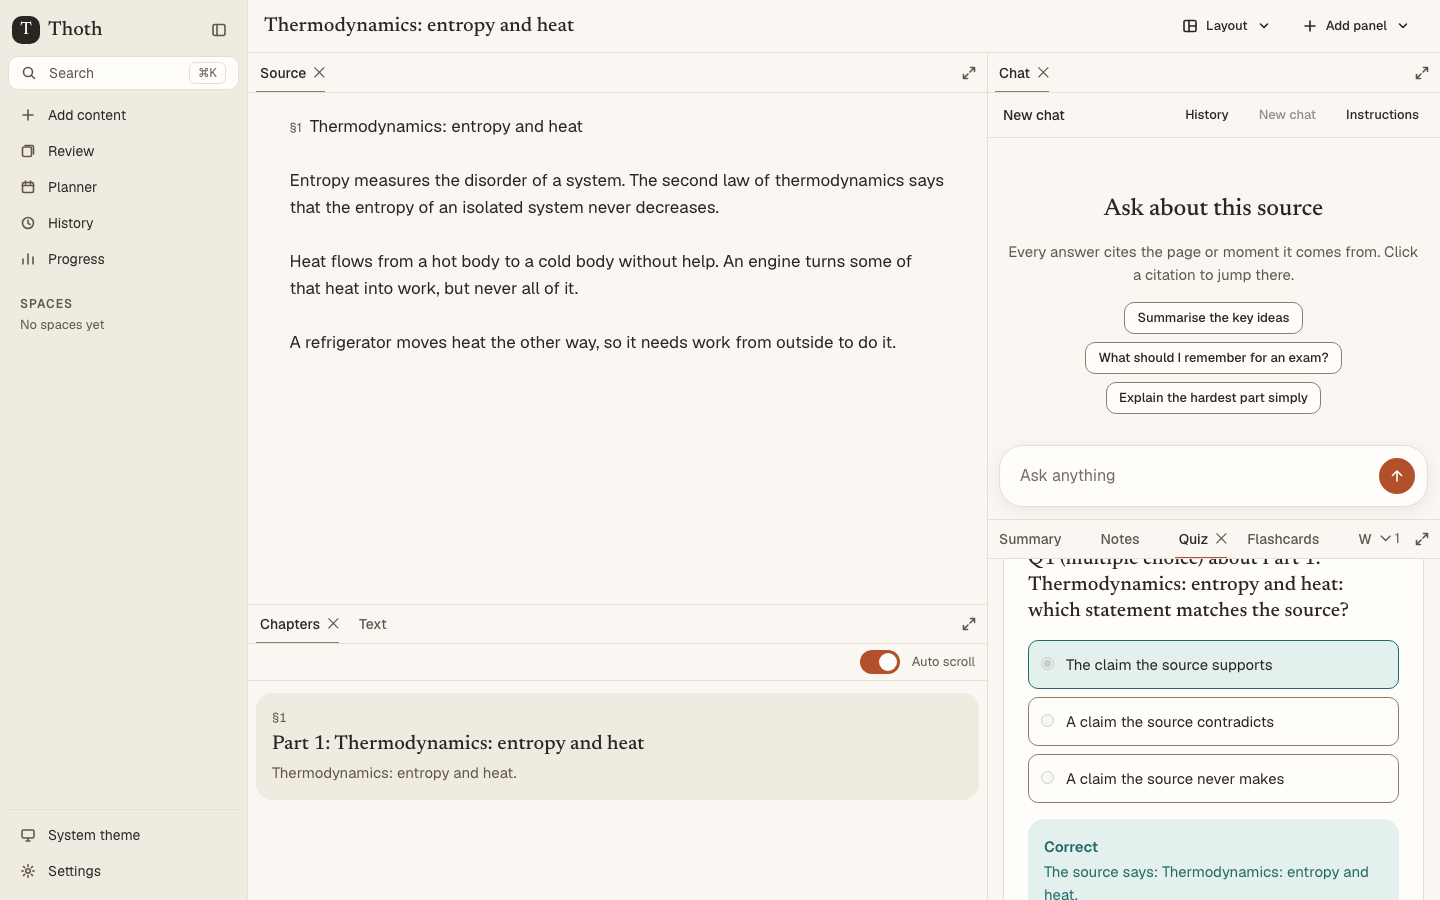 T Thoth
Search ⌘K
Add content
Review
Planner
History
Progress
SPACES
No spaces yet
System theme
Settings
Thermodynamics: entropy and heat
Layout
Add panel
Source
§1 Thermodynamics: entropy and heat
Entropy measures the disorder of a system. The second law of thermodynamics says
that the entropy of an isolated system never decreases.
Heat flows from a hot body to a cold body without help. An engine turns some of
that heat into work, but never all of it.
A refrigerator moves heat the other way, so it needs work from outside to do it.
Chapters Text
Auto scroll
§1
Part 1: Thermodynamics: entropy and heat
Thermodynamics: entropy and heat.
Chat
New chat History New chat Instructions
Ask about this source
Every answer cites the page or moment it comes from. Click
a citation to jump there.
Summarise the key ideas
What should I remember for an exam?
Explain the hardest part simply
Ask anything
Summary Notes Quiz Flashcards W 1
Q1 (multiple choice) about Part 1:
Thermodynamics: entropy and heat:
which statement matches the source?
The claim the source supports
A claim the source contradicts
A claim the source never makes
Correct
The source says: Thermodynamics: entropy and
heat.